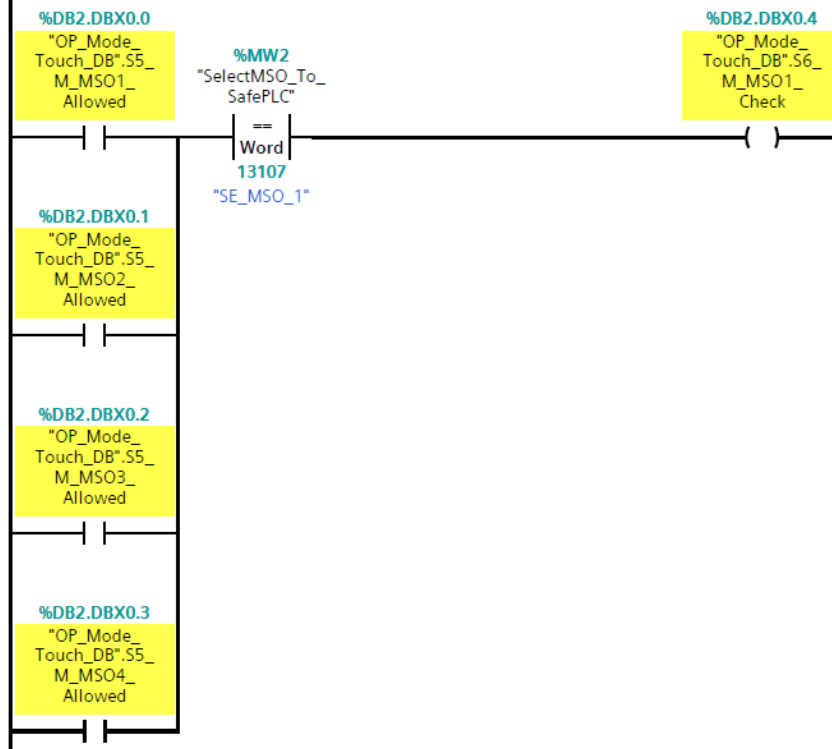 %DB2.DBX0.0
"OP_Mode_
Touch_DB".S5_
M_MSO1_
Allowed
%MW2
"SelectMSO_To_
SafePLC"
==
Word
13107
"SE_MSO_1"
%DB2.DBX0.4
"OP_Mode_
Touch_DB".S6_
M_MSO1_
Check
%DB2.DBX0.1
"OP_Mode_
Touch_DB".S5_
M_MSO2_
Allowed
%DB2.DBX0.2
"OP_Mode_
Touch_DB".S5_
M_MSO3_
Allowed
%DB2.DBX0.3
"OP_Mode_
Touch_DB".S5_
M_MSO4_
Allowed